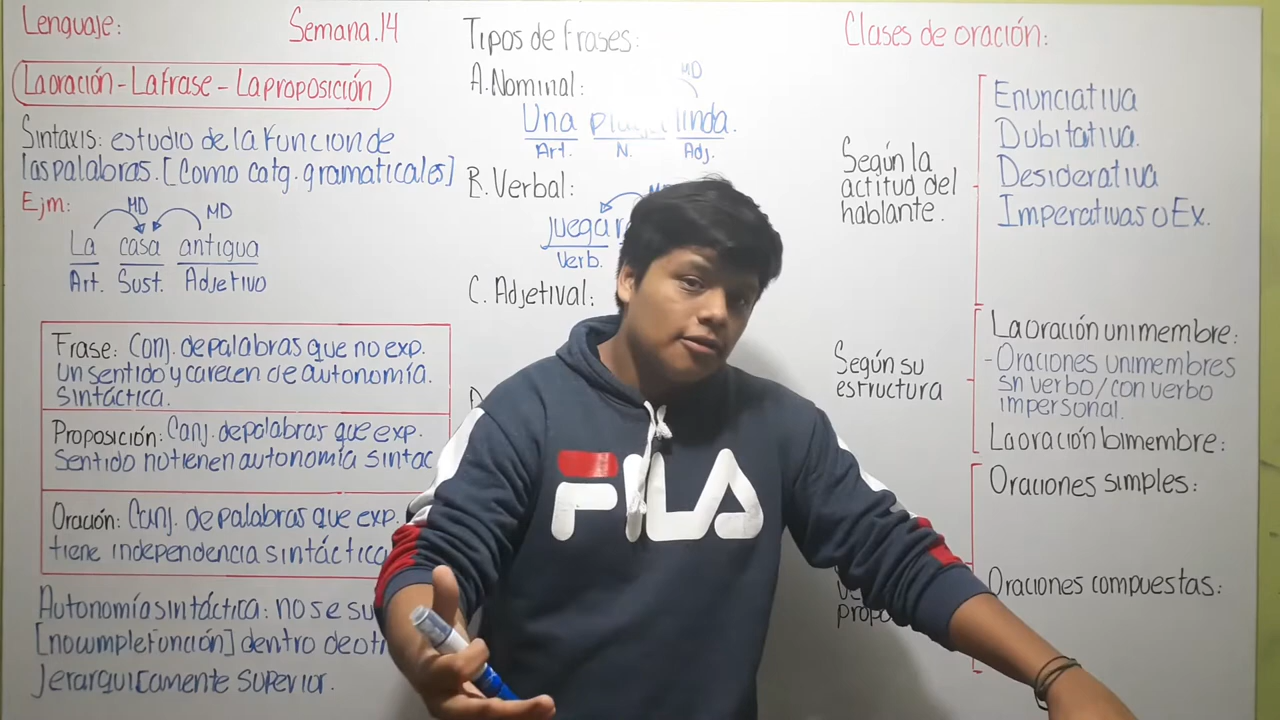 Lenguaje:
Semana.14
La oración - La frase - La proposición
Sintaxis: estudio de la función de
las palabras. [Como catg. gramaticales]
Ejm:
MD
MD
La casa antigua
Art. Sust. Adjetivo
Frase: Conj. de palabras que no exp.
un sentido y carecen de autonomía.
sintáctica.
Proposición: Conj. de palabras que exp.
sentido no tienen autonomía sintac
Oración: Conj. de palabras que exp.
tiene independencia sintáctica
Autonomía sintáctica: no se su
[no cumple función] dentro de otr
Jerarquicamente superior.
Tipos de frases:
A. Nominal:
MD
Una linda.
Art. N. Adj.
B. Verbal:
jugar
Verb.
C. Adjetival:
FILA
Clases de oración:
Según la
actitud del
hablante.
Enunciativa
Dubitativa.
Desiderativa
Imperativas o Ex.
Según su
estructura
La oración unimembre:
- Oraciones unimembres
sn verbo/con verbo
impersonal.
La oración bimembre:
Oraciones simples:
Oraciones compuestas: